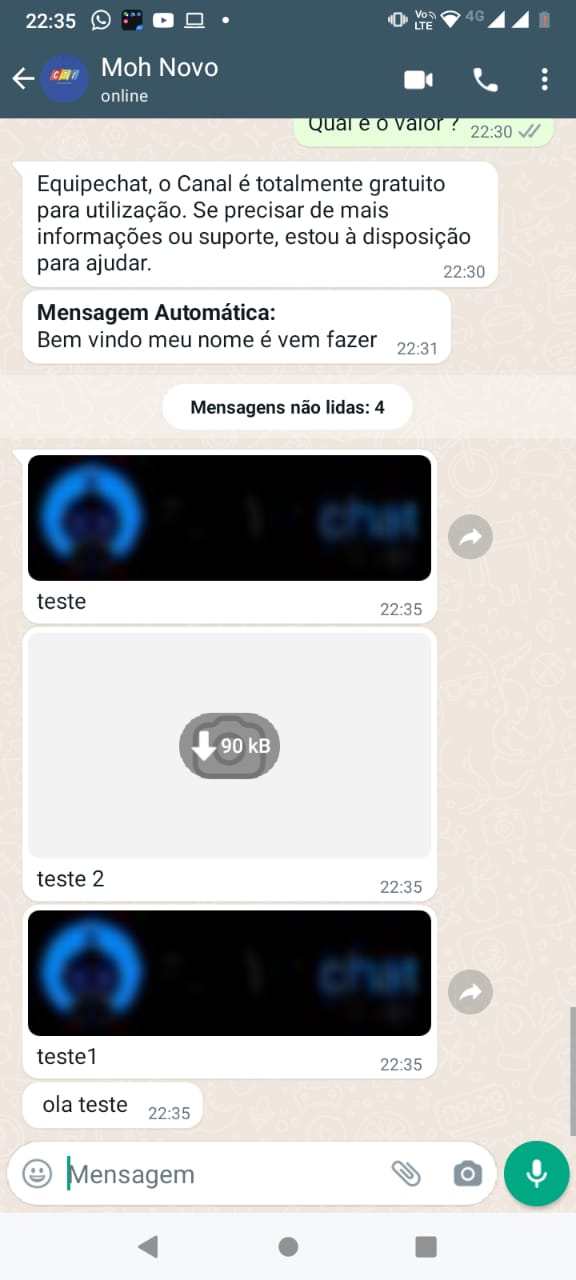 22:35
Vo))
LTE
4G
Moh Novo
online
Qual é o valor ?
22:30
Equipechat, o Canal é totalmente gratuito
para utilização. Se precisar de mais
informações ou suporte, estou à disposição
para ajudar.
22:30
Mensagem Automática:
Bem vindo meu nome é vem fazer
22:31
Mensagens não lidas: 4
chat
teste
22:35
90 kB
teste 2
22:35
chat
teste1
22:35
ola teste
22:35
Mensagem